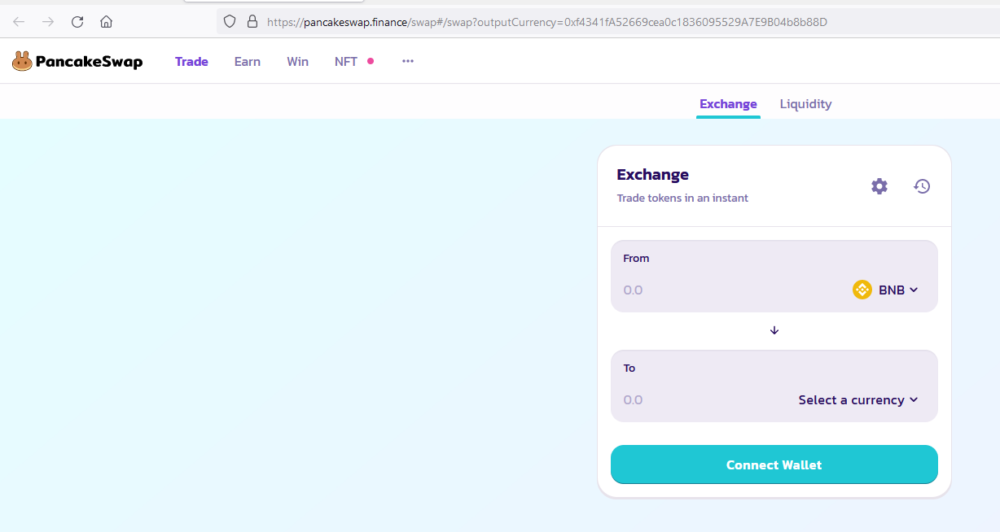 https://pancakeswap.finance/swap#/swap?outputCurrency=0xf4341fA52669cea0c1836095529A7E9B04b8b88D
PancakeSwap Trade Earn Win NFT
Exchange Liquidity
Exchange
Trade tokens in an instant
From
0.0 BNB
To
0.0 Select a currency
Connect Wallet